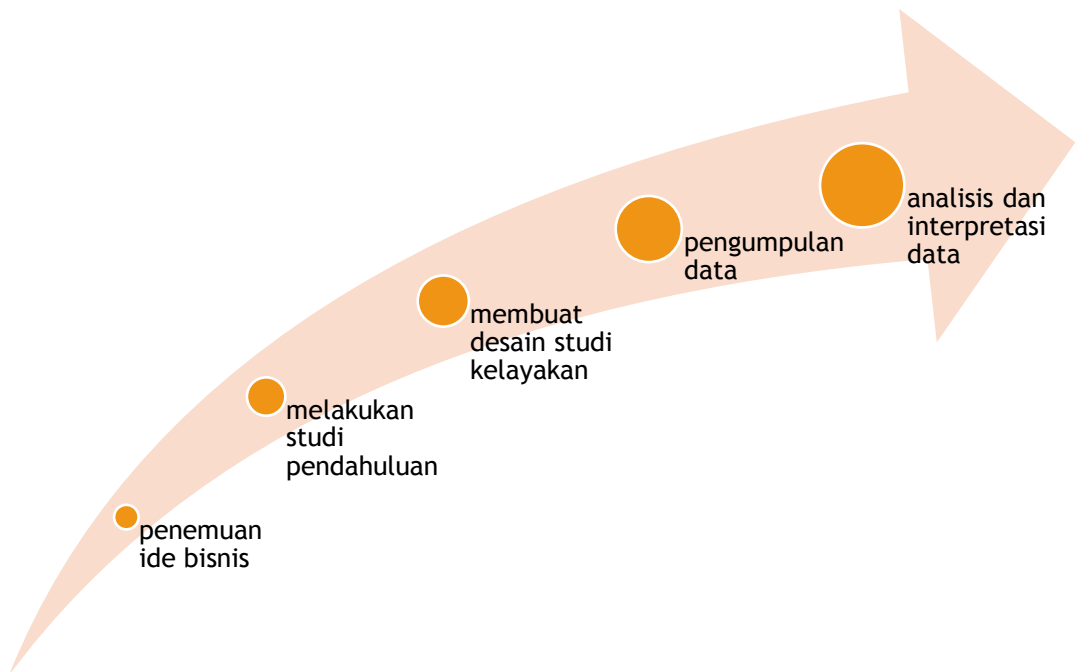 penemuan
ide bisnis
melakukan
studi
pendahuluan
membuat
desain studi
kelayakan
pengumpulan
data
analisis dan
interpretasi
data